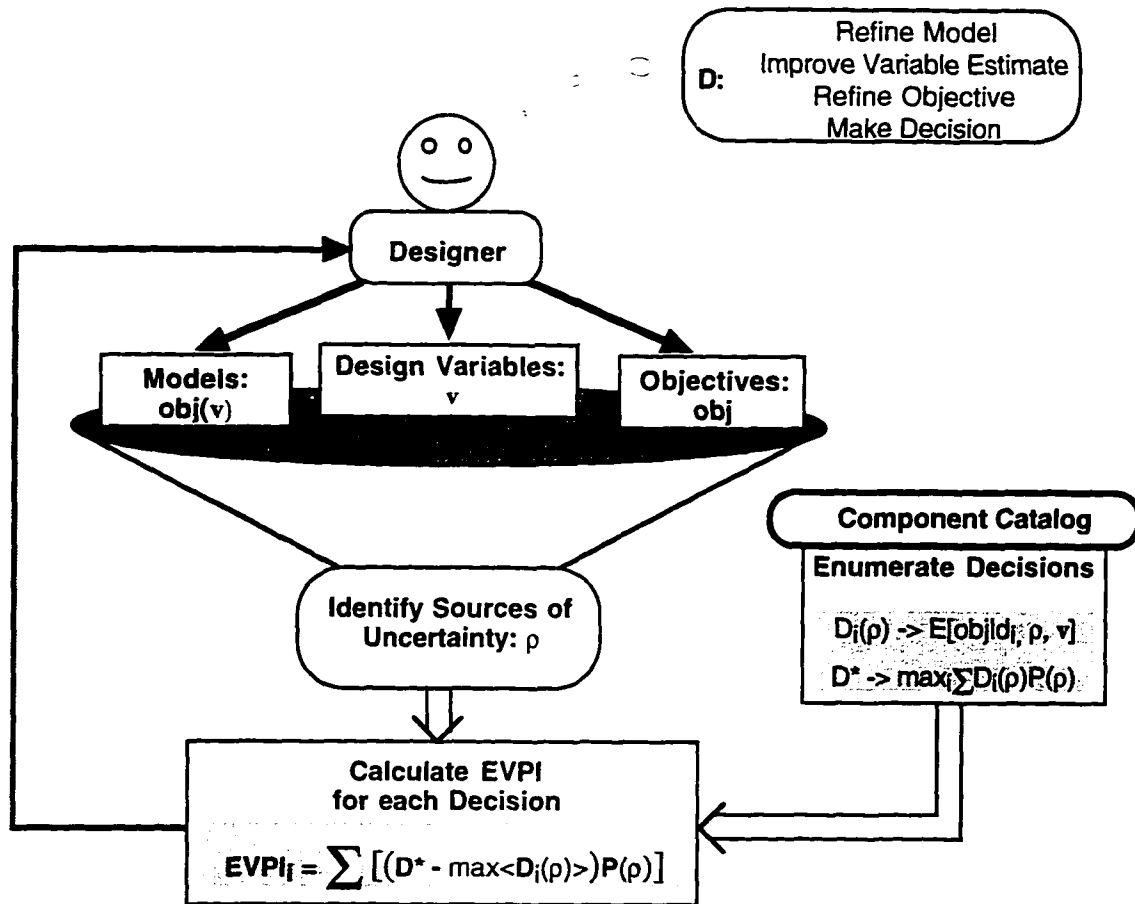 Refine Model
D: Improve Variable Estimate
Refine Objective
Make Decision
Designer
Models:
obj(v)
Design Variables:
v
Objectives:
obj
Identify Sources of
Uncertainty: ρ
Component Catalog
Enumerate Decisions
Di(ρ) -> E[obj|di, ρ, v]
D* -> maxi∑Di(ρ)P(ρ)
Calculate EVPI
for each Decision
EVPIi = ∑ [(D* - max<Di(ρ)>)P(ρ)]